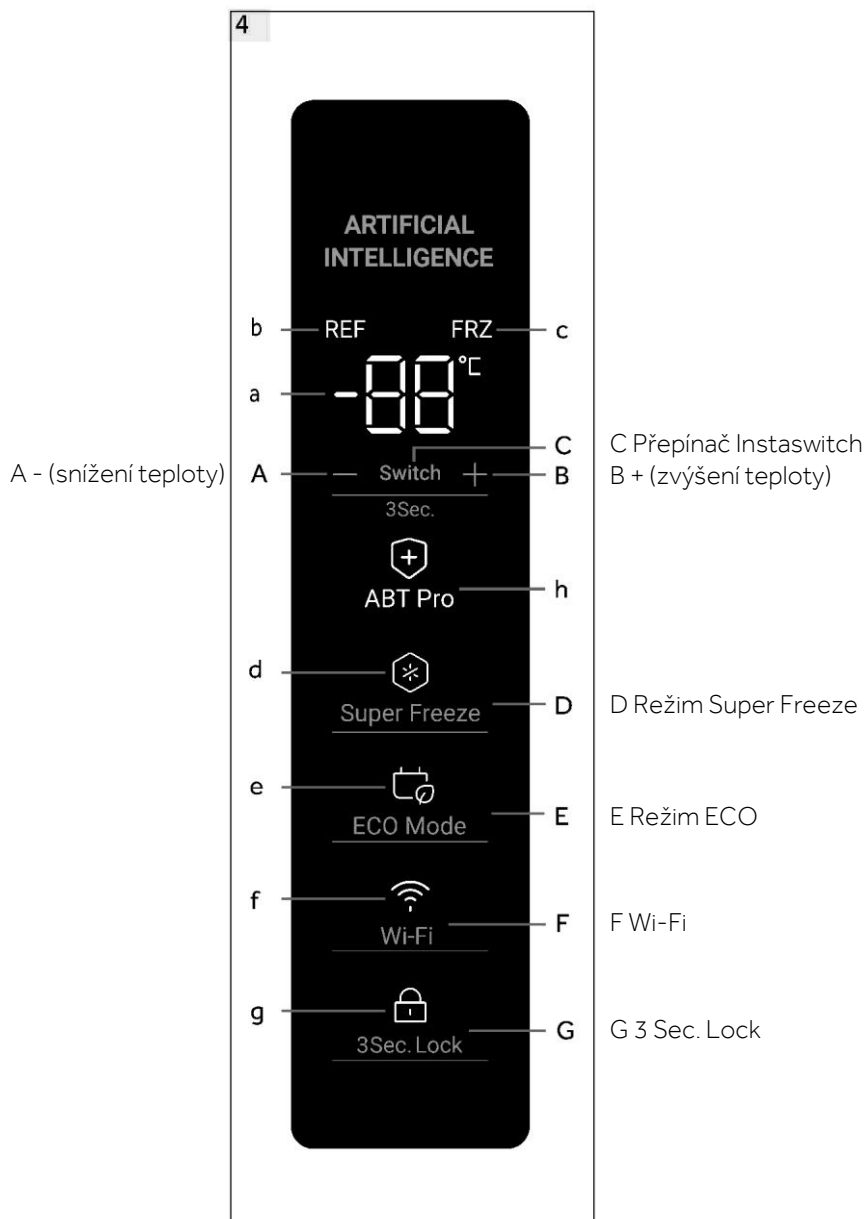 4
ARTIFICIAL
INTELLIGENCE
b REF FRZ c
a -88°C
C C Přepínač Instaswitch
A - (snížení teploty) A — Switch + B B + (zvýšení teploty)
3Sec.
ABT Pro h
d
Super Freeze D D Režim Super Freeze
e
ECO Mode E E Režim ECO
f
Wi-Fi F F Wi-Fi
g
3Sec. Lock G G 3 Sec. Lock